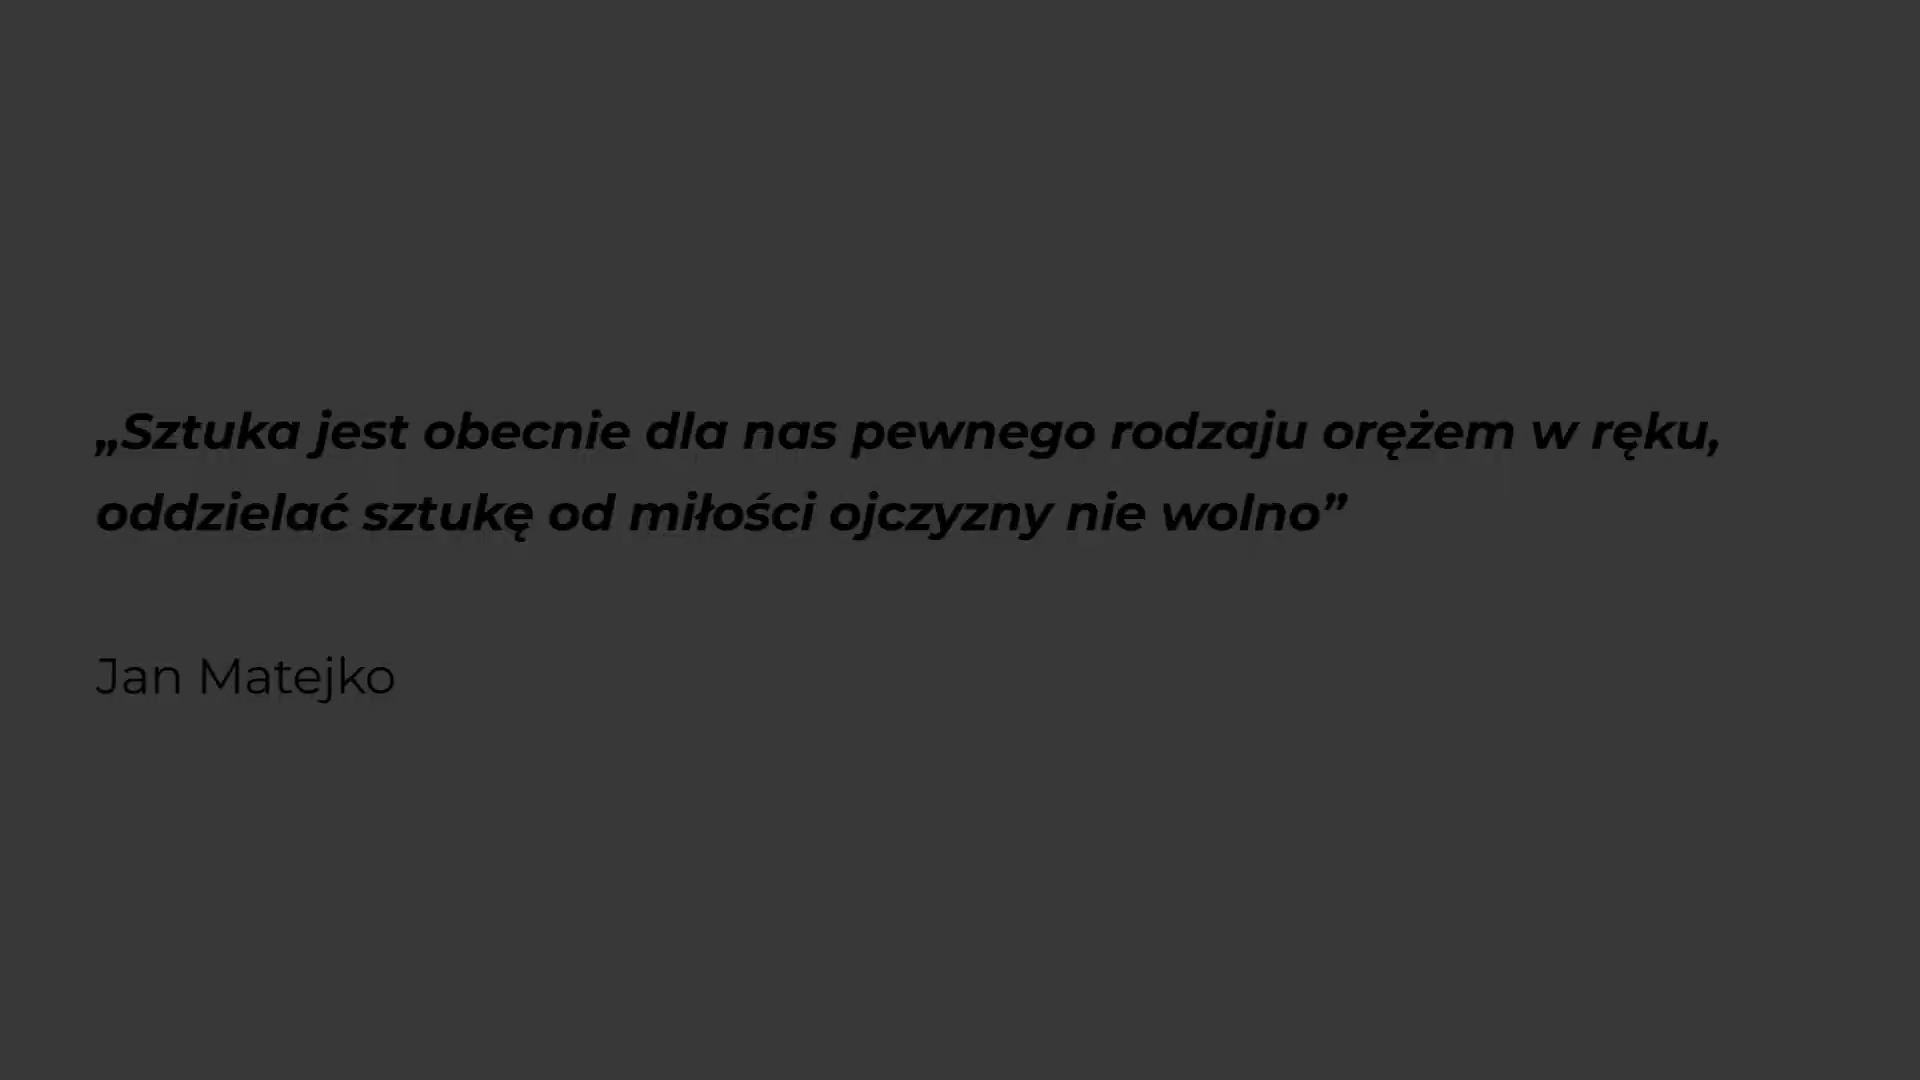 „Sztuka jest obecnie dla nas pewnego rodzaju orężem w ręku,
oddzielać sztukę od miłości ojczyzny nie wolno”
Jan Matejko